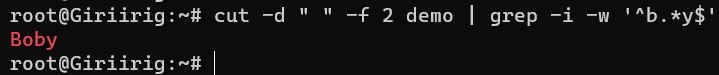 root@Giriirig:~# cut -d " " -f 2 demo | grep -i -w '^b.*y$'
Boby
root@Giriirig:~#